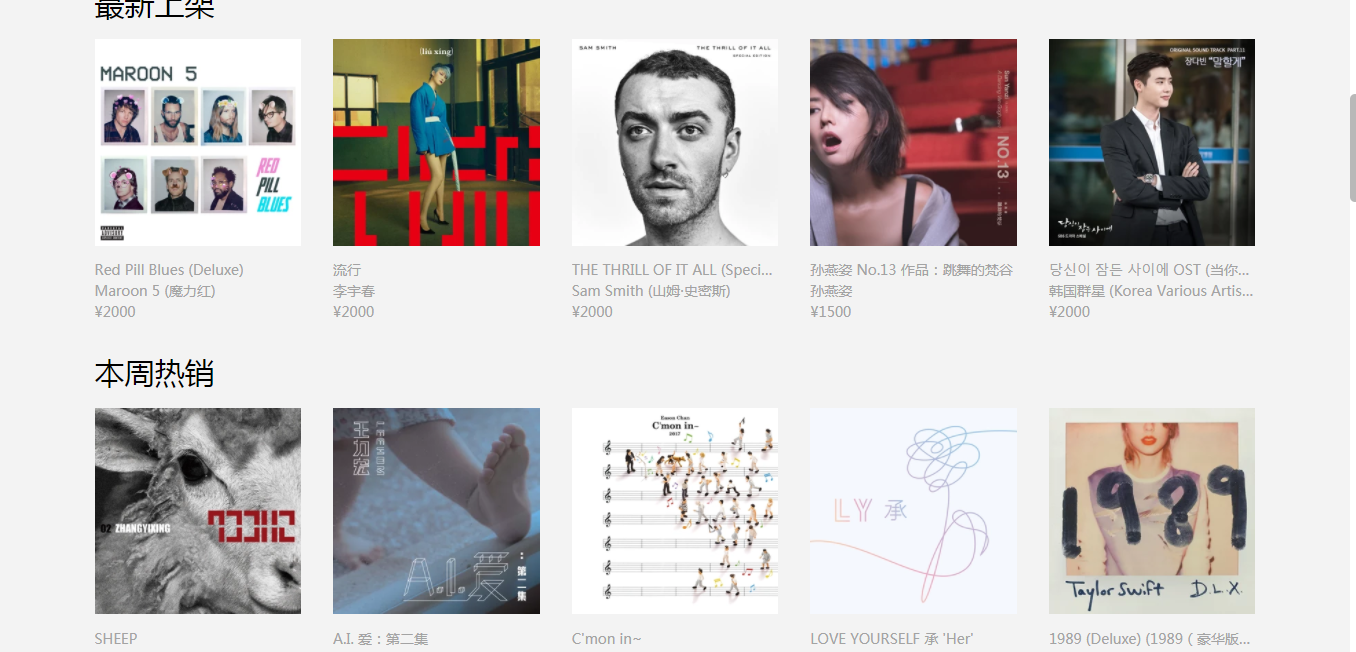 最新上架
MAROON 5
RED
PILL
BLUES
(liú xíng)
SAM SMITH
THE THRILL OF IT ALL
SPECIAL EDITION
NO.13
ORIGINAL SOUND TRACK PART.11
장다빈 "말할게"
당신이 잠든 사이에
Red Pill Blues (Deluxe)
流行
THE THRILL OF IT ALL (Speci...
孙燕姿 No.13 作品：跳舞的梵谷
당신이 잠든 사이에 OST (当你...
Maroon 5 (魔力红)
李宇春
Sam Smith (山姆·史密斯)
孙燕姿
韩国群星 (Korea Various Artis...
¥2000
¥2000
¥2000
¥1500
¥2000
本周热销
02 ZHANGYIXING
王力宏
A.I.爱：第二集
Eason Chan
C'mon in~
2017
LY 承
1989
Taylor Swift D.L.X.
SHEEP
A.I. 爱：第二集
C'mon in~
LOVE YOURSELF 承 'Her'
1989 (Deluxe) (1989 ( 豪华版...